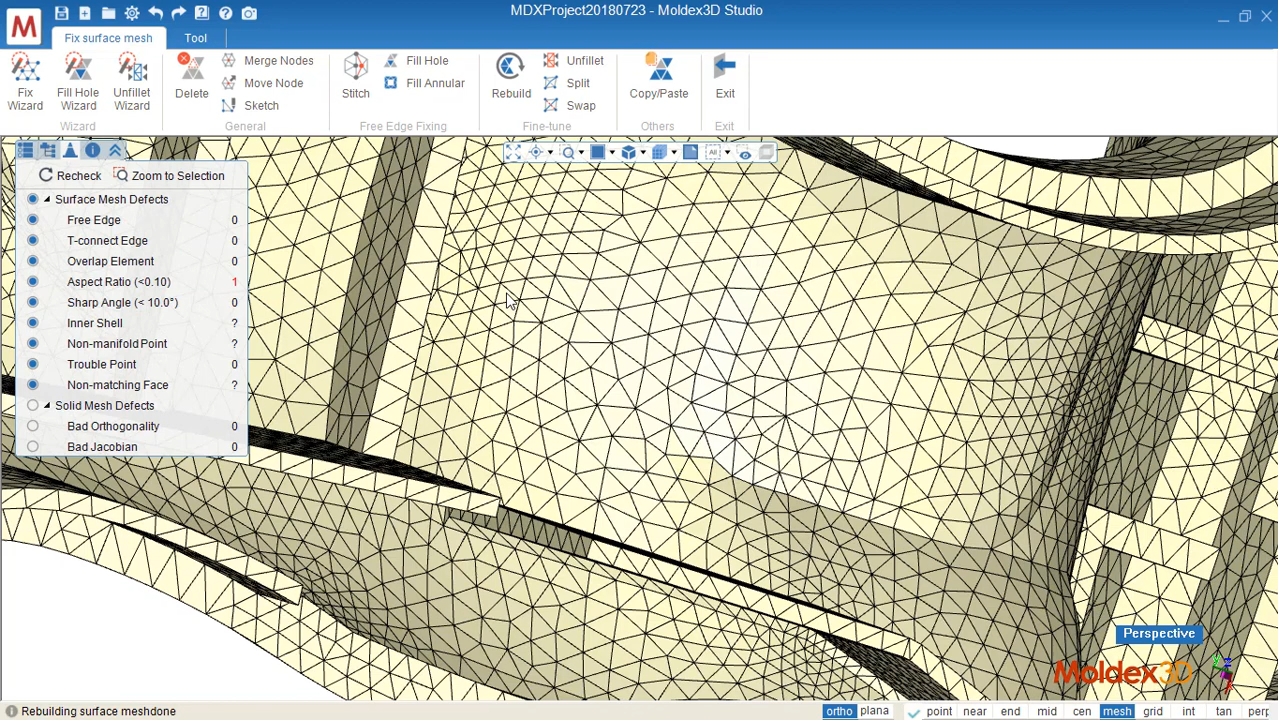 MDXProject20180723 - Moldex3D Studio
M
Fix surface mesh
Tool
Fix Wizard
Fill Hole Wizard
Unfillet Wizard
Wizard
Delete
Merge Nodes
Move Node
Sketch
General
Stitch
Fill Hole
Fill Annular
Free Edge Fixing
Rebuild
Unfillet
Split
Swap
Fine-tune
Copy/Paste
Others
Exit
Exit
All
Recheck
Zoom to Selection
Surface Mesh Defects
Free Edge 0
T-connect Edge 0
Overlap Element 0
Aspect Ratio (<0.10) 1
Sharp Angle (< 10.0°) 0
Inner Shell ?
Non-manifold Point ?
Trouble Point 0
Non-matching Face ?
Solid Mesh Defects
Bad Orthogonality 0
Bad Jacobian 0
Perspective
Moldex3D
Rebuilding surface meshdone
ortho plana point near end mid cen mesh grid int tan perp